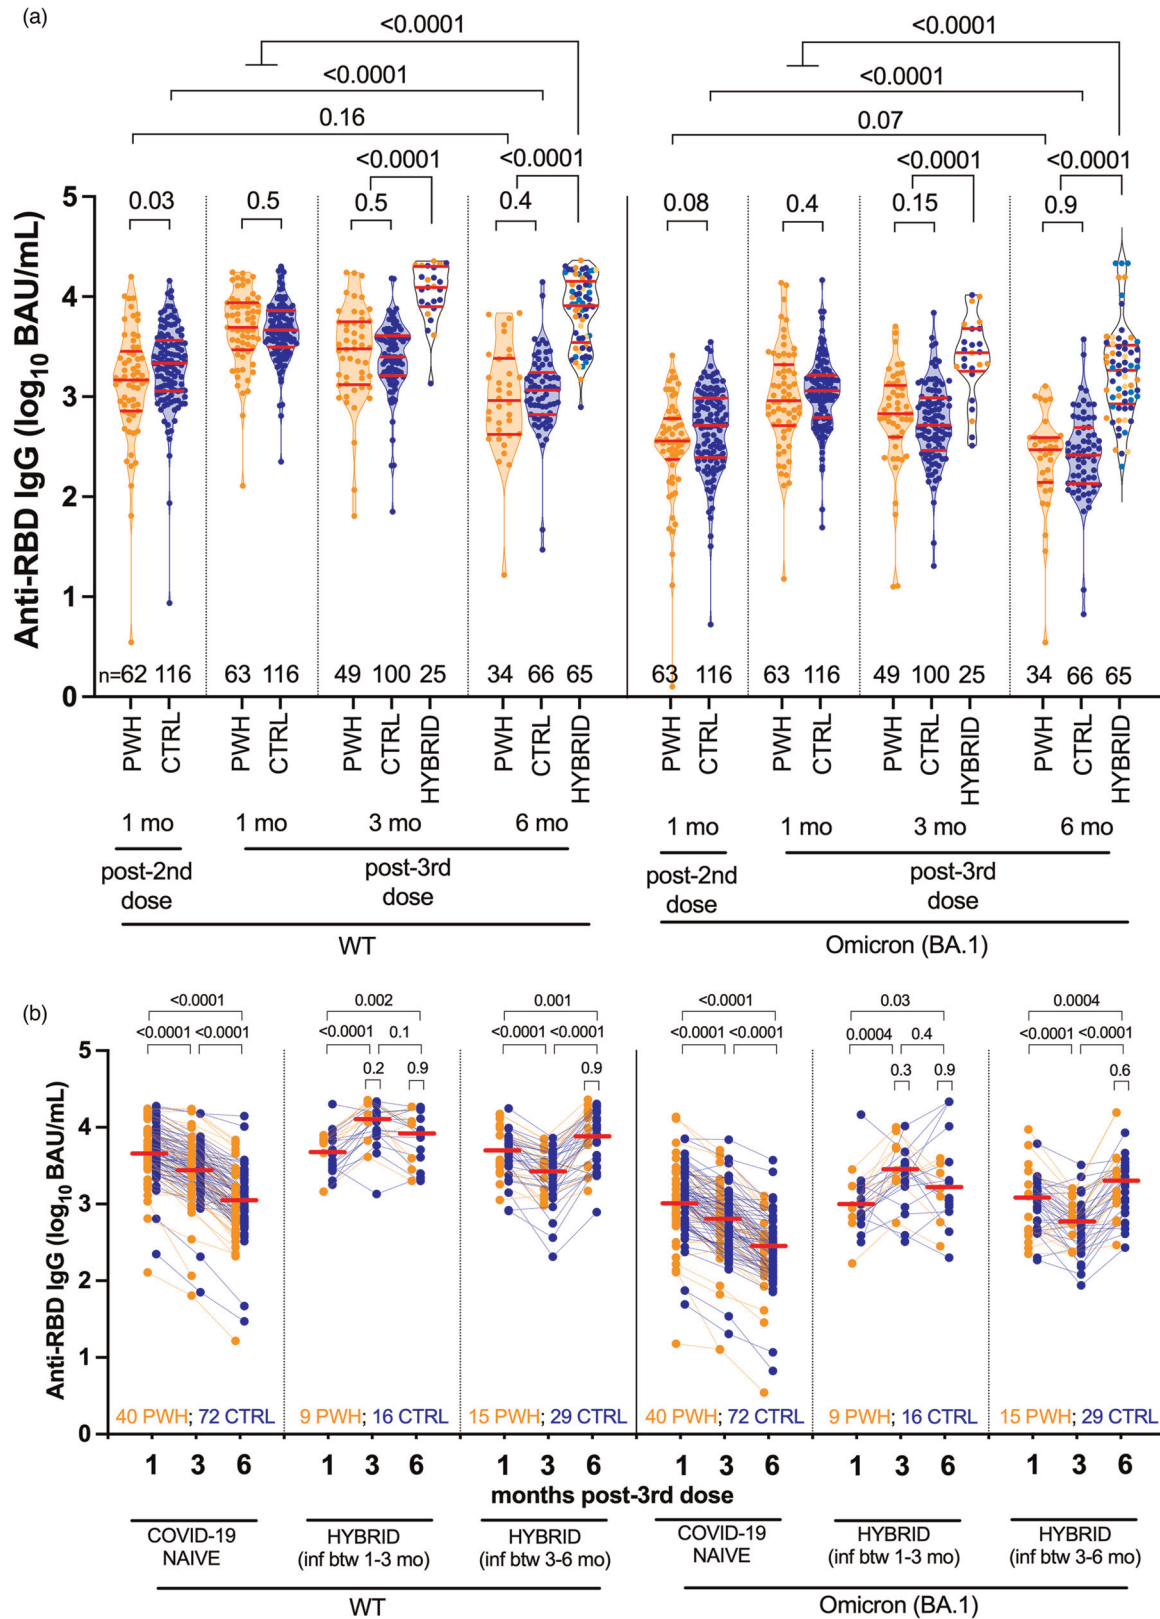 (a)
<0.0001 <0.0001
<0.0001 <0.0001
0.16 0.07
<0.0001 <0.0001 <0.0001 <0.0001
0.03 0.5 0.5 0.4 0.08 0.4 0.15 0.9
Anti-RBD IgG (log10 BAU/mL)
5
4
3
2
1
0
n=62 116 63 116 49 100 25 34 66 65 63 116 63 116 49 100 25 34 66 65
PWH CTRL PWH CTRL PWH CTRL HYBRID PWH CTRL HYBRID PWH CTRL PWH CTRL PWH CTRL HYBRID PWH CTRL HYBRID
1 mo 1 mo 3 mo 6 mo 1 mo 1 mo 3 mo 6 mo
post-2nd post-3rd post-2nd post-3rd
dose dose dose dose
WT Omicron (BA.1)
(b)
<0.0001 0.002 0.001 <0.0001 0.03 0.0004
<0.0001 <0.0001 <0.0001 0.1 <0.0001 <0.0001 <0.0001 <0.0001 0.0004 0.4 <0.0001 <0.0001
0.2 0.9 0.9 0.3 0.9 0.6
Anti-RBD IgG (log10 BAU/mL)
5
4
3
2
1
0
40 PWH; 72 CTRL 9 PWH; 16 CTRL 15 PWH; 29 CTRL 40 PWH; 72 CTRL 9 PWH; 16 CTRL 15 PWH; 29 CTRL
1 3 6 1 3 6 1 3 6 1 3 6 1 3 6 1 3 6
months post-3rd dose
COVID-19 HYBRID HYBRID COVID-19 HYBRID HYBRID
NAIVE (inf btw 1-3 mo) (inf btw 3-6 mo) NAIVE (inf btw 1-3 mo) (inf btw 3-6 mo)
WT Omicron (BA.1)